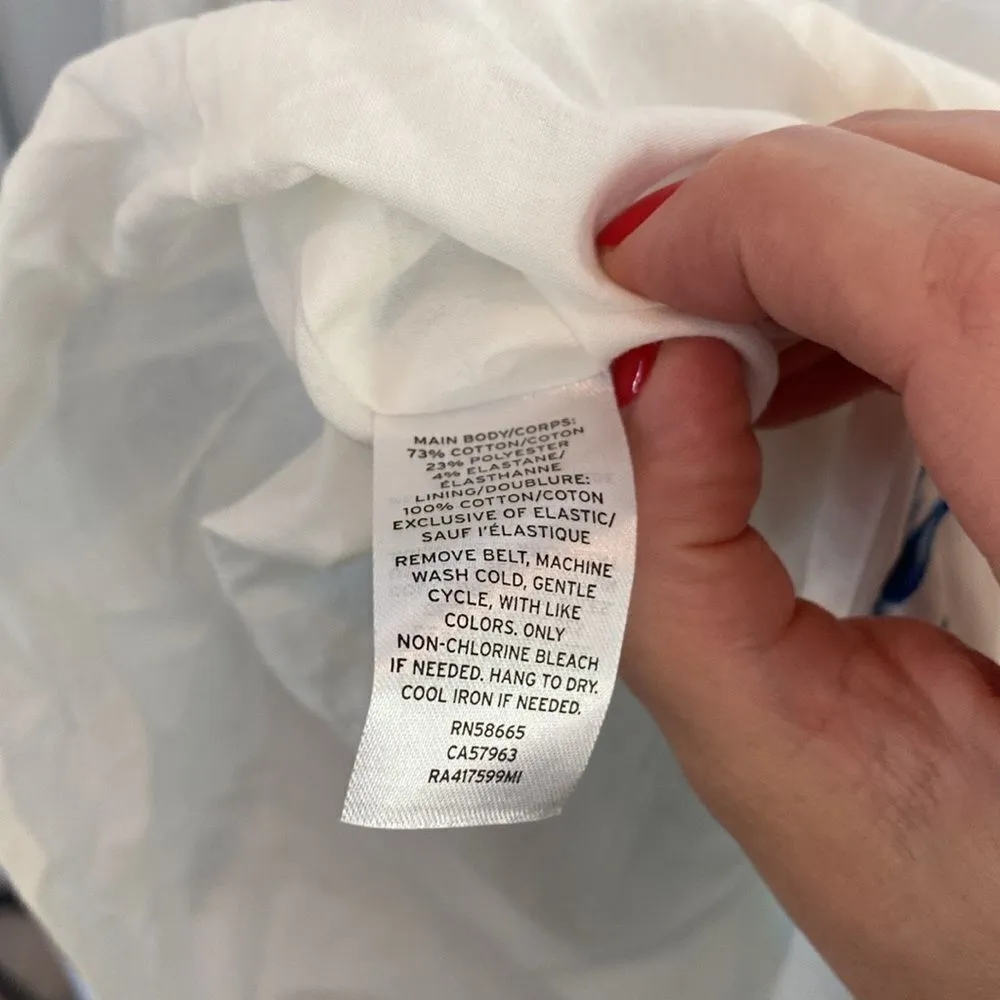 MAIN BODY/CORPS:
73% COTTON/COTON
23% POLYESTER
4% ELASTANE/
ÉLASTHANNE
LINING/DOUBLURE:
100% COTTON/COTON
EXCLUSIVE OF ELASTIC/
SAUF l'ÉLASTIQUE
REMOVE BELT, MACHINE
WASH COLD, GENTLE
CYCLE, WITH LIKE
COLORS. ONLY
NON-CHLORINE BLEACH
IF NEEDED. HANG TO DRY.
COOL IRON IF NEEDED.
RN58665
CA57963
RA417599MI